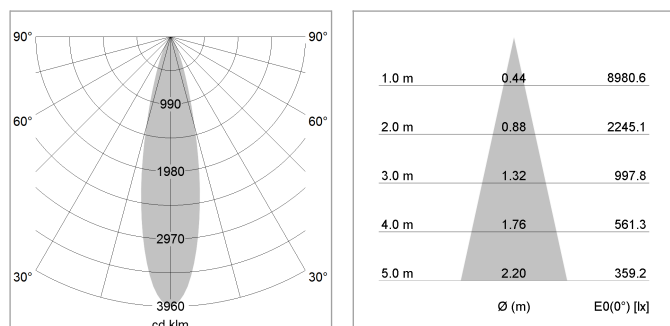 90° 90°
990
60° 60°
1980
2970
30° 30°
3960
cd klm
1.0 m 0.44 8980.6
2.0 m 0.88 2245.1
3.0 m 1.32 997.8
4.0 m 1.76 561.3
5.0 m 2.20 359.2
Ø (m) E0(0°) [lx]